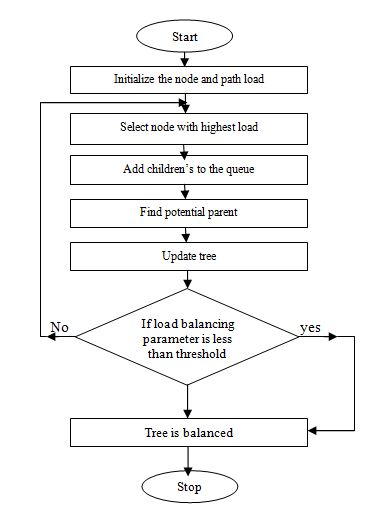 Start
Initialize the node and path load
Select node with highest load
Add children's to the queue
Find potential parent
Update tree
No
If load balancing
parameter is less
than threshold
yes
Tree is balanced
Stop